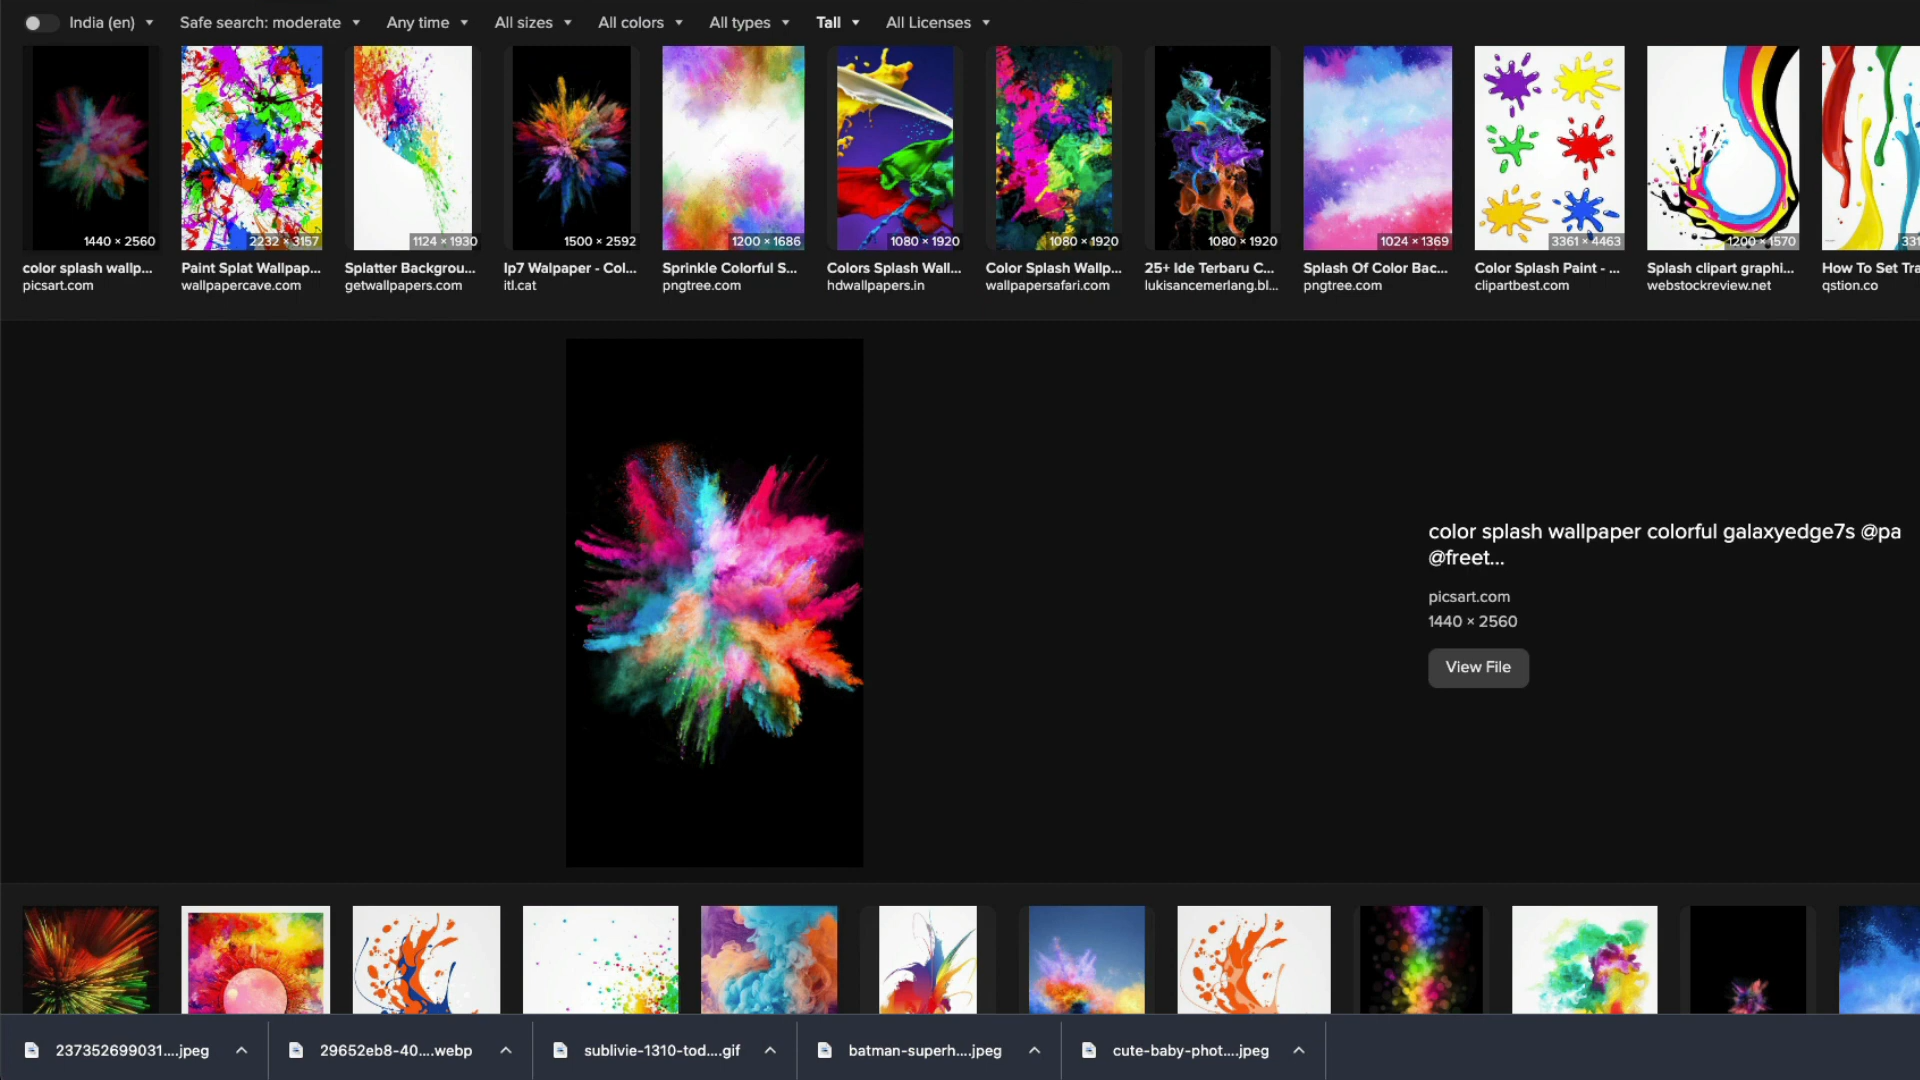 India (en) Safe search: moderate Any time All sizes All colors All types Tall All Licenses
1440 × 2560 2232 × 3157 1124 × 1930 1500 × 2592 1200 × 1686 1080 × 1920 1080 × 1920 1080 × 1920 1024 × 1369 3361 × 4463 1200 × 1570 331
color splash wallp... Paint Splat Wallpap... Splatter Backgrou... Ip7 Walpaper - Col... Sprinkle Colorful S... Colors Splash Wall... Color Splash Wallp... 25+ Ide Terbaru C... Splash Of Color Bac... Color Splash Paint - ... Splash clipart graphi... How To Set Tra
picsart.com wallpapercave.com getwallpapers.com itl.cat pngtree.com hdwallpapers.in wallpapersafari.com lukisancemerlang.bl... pngtree.com clipartbest.com webstockreview.net qstion.co
color splash wallpaper colorful galaxyedge7s @pa
@freet...
picsart.com
1440 × 2560
View File
237352699031....jpeg 29652eb8-40....webp sublivie-1310-tod....gif batman-superh....jpeg cute-baby-phot....jpeg